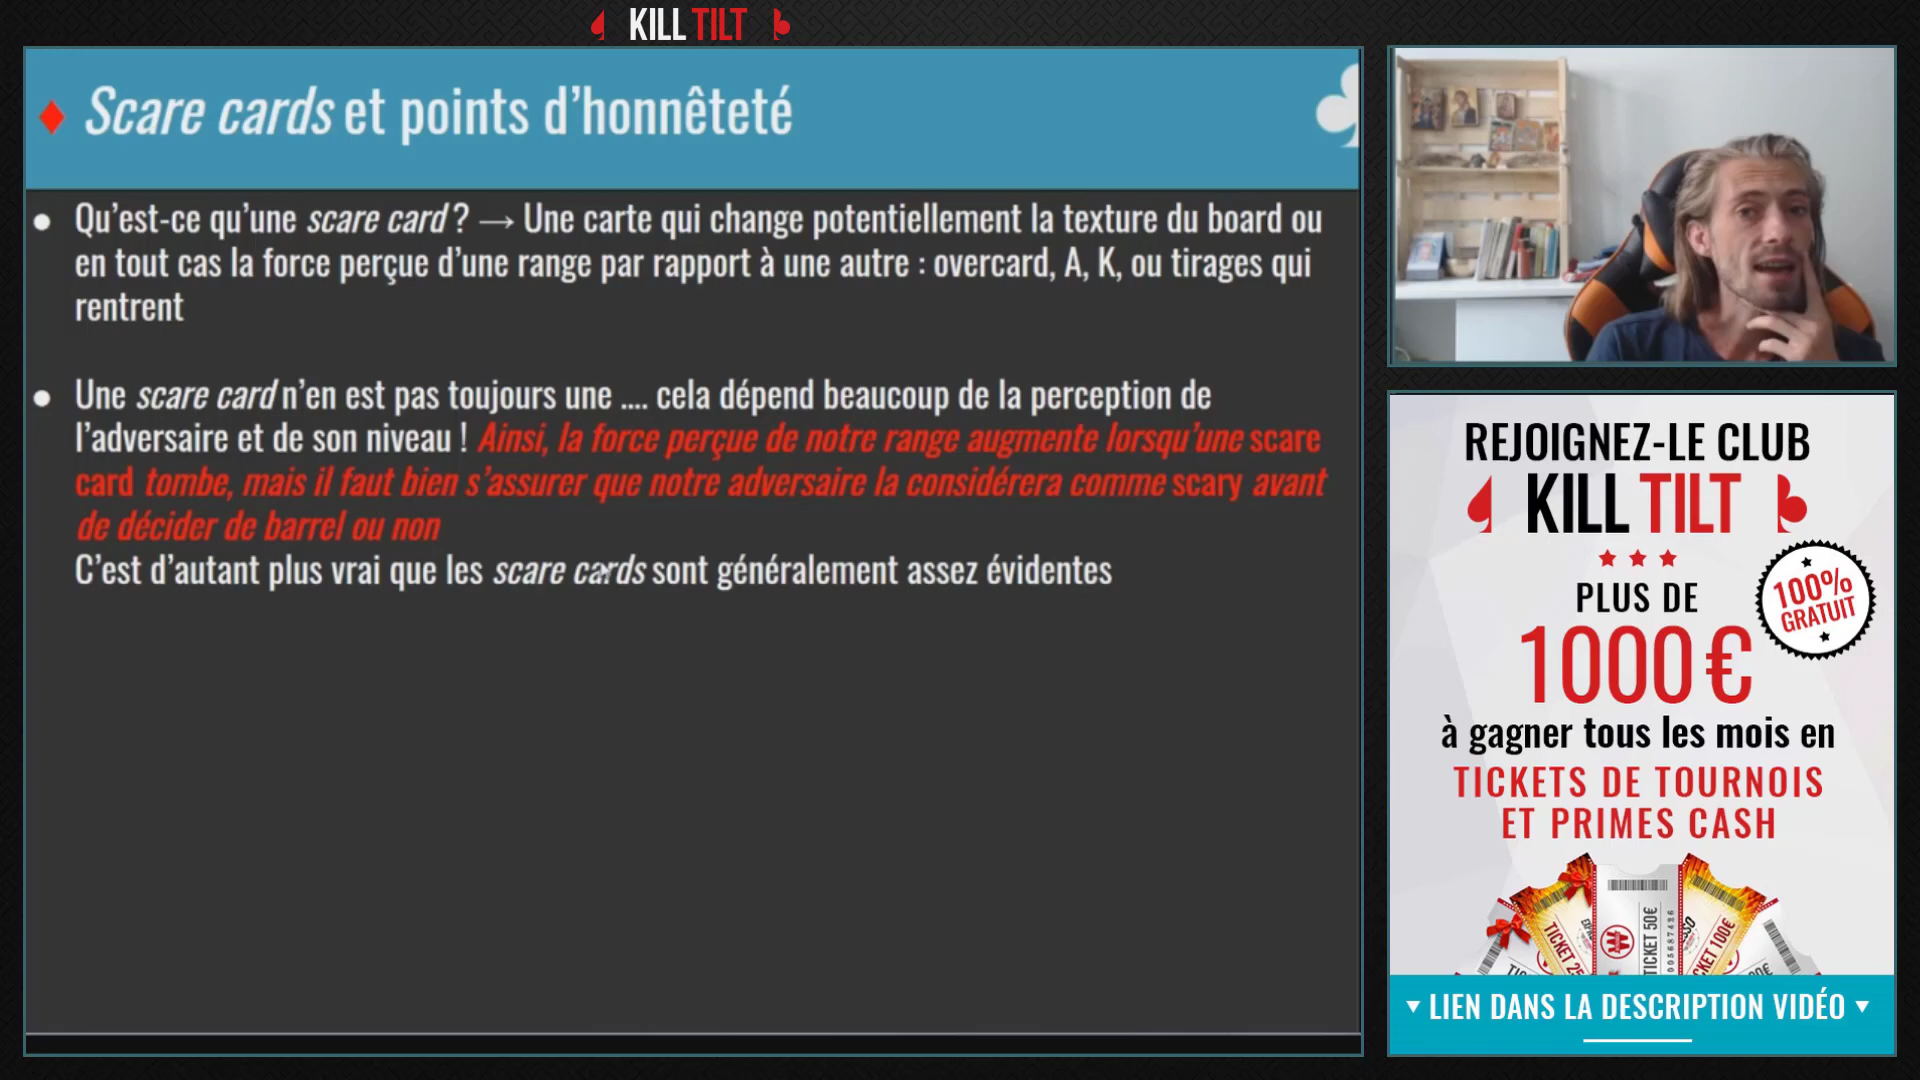 KILL TILT
Scare cards et points d'honnêteté
● Qu'est-ce qu'une scare card ? → Une carte qui change potentiellement la texture du board ou
en tout cas la force perçue d'une range par rapport à une autre : overcard, A, K, ou tirages qui
rentrent
● Une scare card n'en est pas toujours une .... cela dépend beaucoup de la perception de
l'adversaire et de son niveau ! Ainsi, la force perçue de notre range augmente lorsqu'une scare
card tombe, mais il faut bien s'assurer que notre adversaire la considérera comme scary avant
de décider de barrel ou non
C'est d'autant plus vrai que les scare cards sont généralement assez évidentes
REJOIGNEZ-LE CLUB
KILL TILT
100%
GRATUIT
PLUS DE
1000 €
à gagner tous les mois en
TICKETS DE TOURNOIS
ET PRIMES CASH
TICKET 50€
TICKET 100€
▼ LIEN DANS LA DESCRIPTION VIDÉO ▼